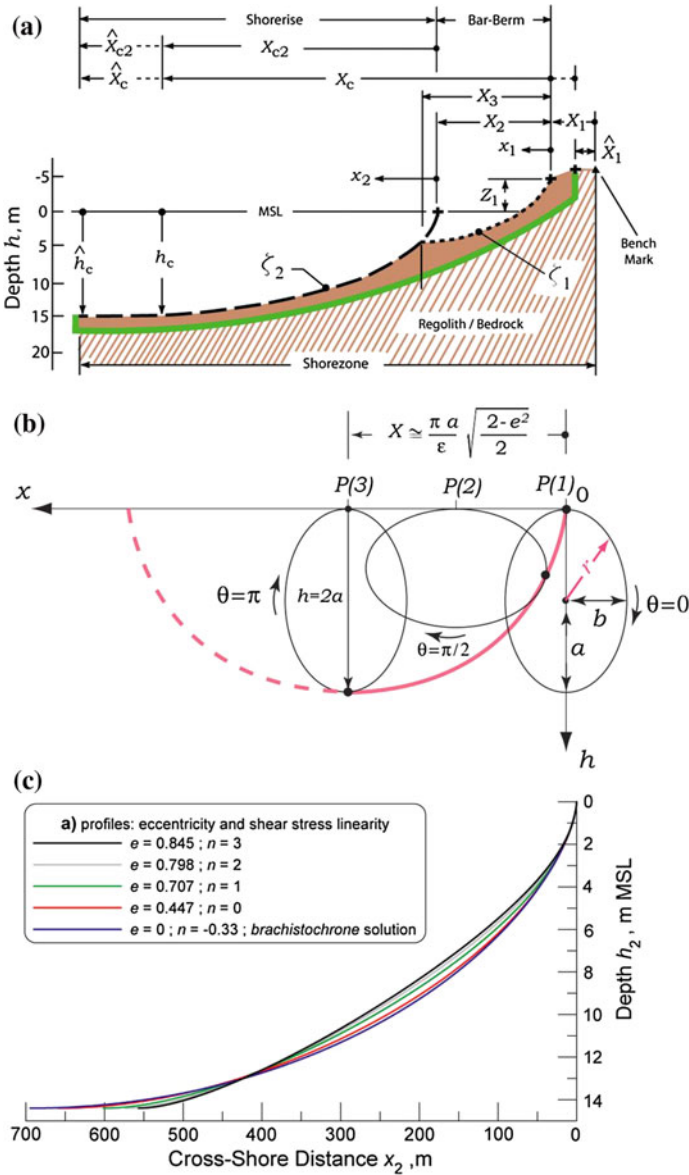 (a)
Shorerise
Bar-Berm
X̂c2
Xc2
X̂c
Xc
X3
X2
X1
X̂1
x1
x2
Z1
MSL
Depth h, m
-5
0
5
10
15
20
ĥc
hc
ζ2
ζ1
Bench
Mark
Regolith / Bedrock
Shorezone
(b)
X ≃ π a / ε √(2-e² / 2)
x
P(3)
P(2)
P(1)
0
θ=π
h=2a
θ=π/2
r
b
a
θ=0
h
(c)
a) profiles: eccentricity and shear stress linearity
e = 0.845 ; n = 3
e = 0.798 ; n = 2
e = 0.707 ; n = 1
e = 0.447 ; n = 0
e = 0 ; n = -0.33 ; brachistochrone solution
0
2
4
6
8
10
12
14
Depth h2, m MSL
700 600 500 400 300 200 100 0
Cross-Shore Distance x2 ,m